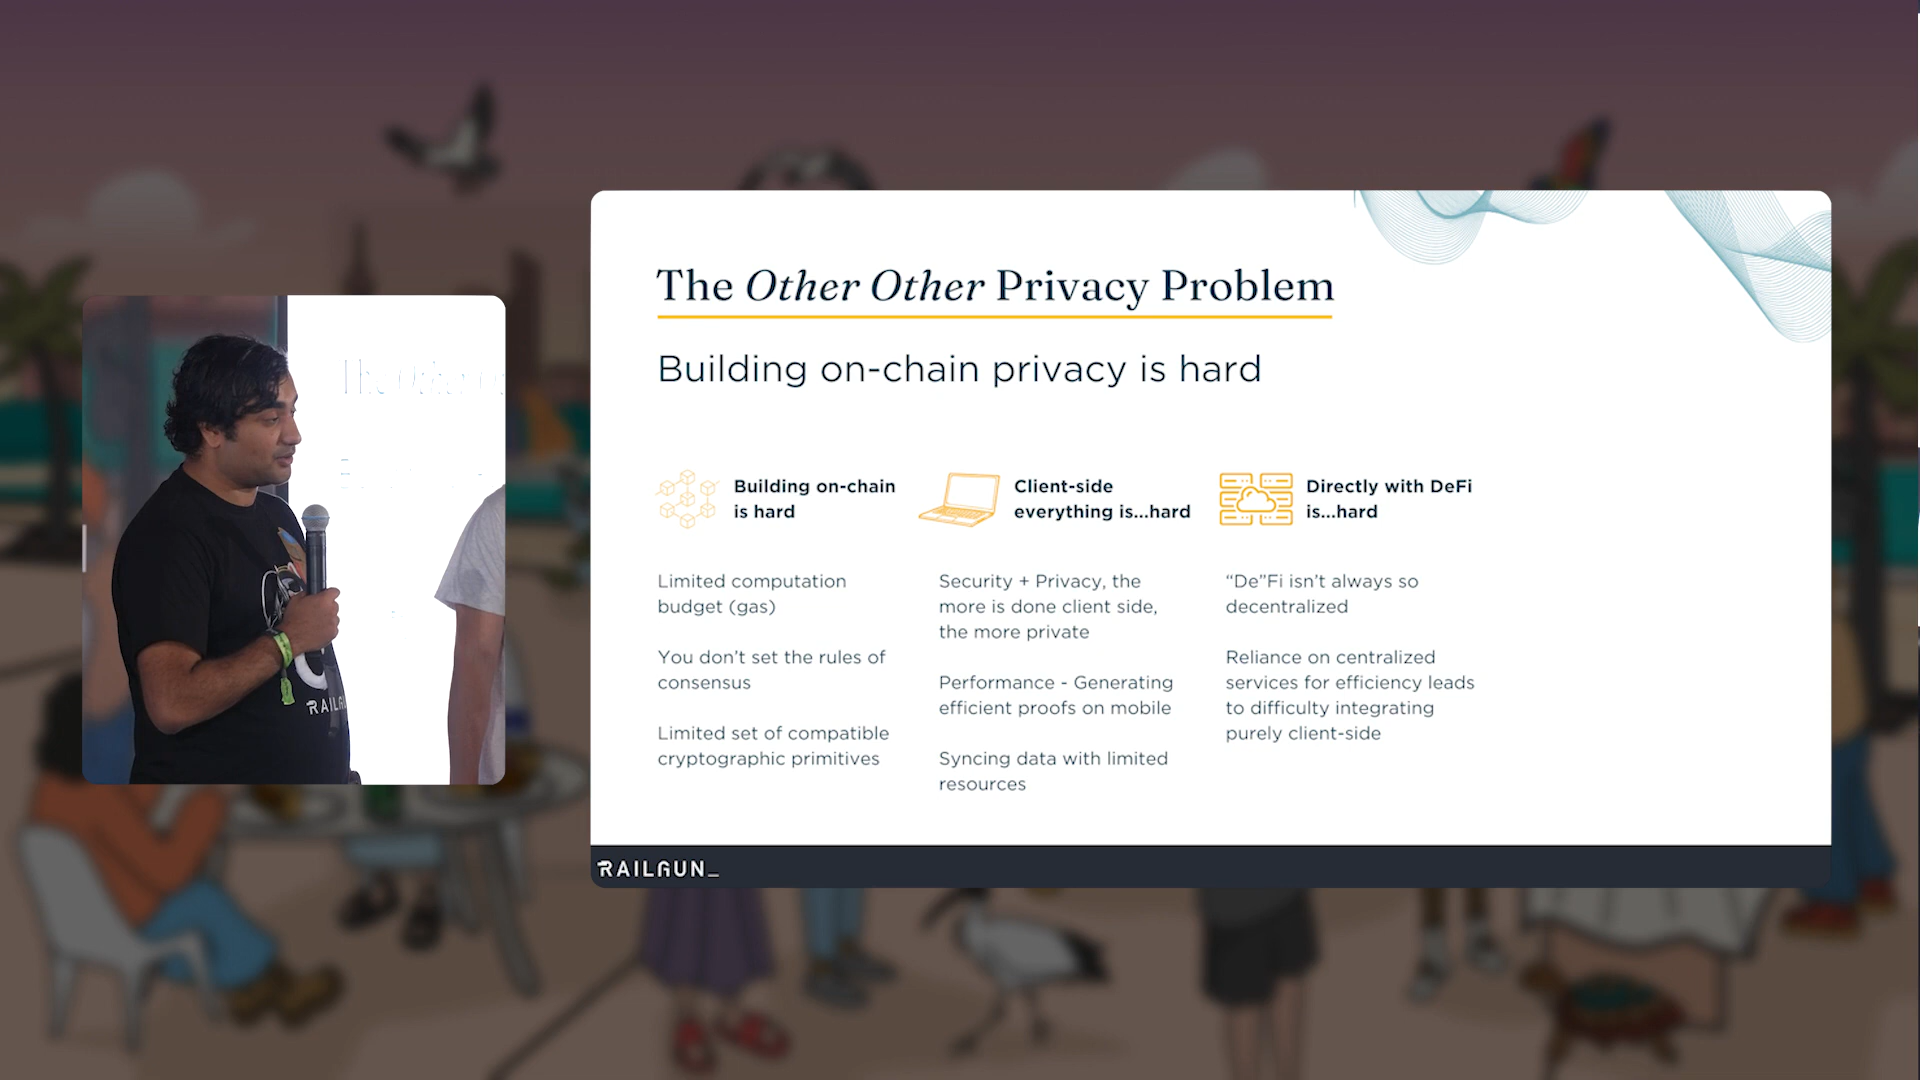 The Other Other Privacy Problem
Building on-chain privacy is hard
Building on-chain
is hard
Limited computation
budget (gas)
You don't set the rules of
consensus
Limited set of compatible
cryptographic primitives
Client-side
everything is...hard
Security + Privacy, the
more is done client side,
the more private
Performance - Generating
efficient proofs on mobile
Syncing data with limited
resources
Directly with DeFi
is...hard
“De”Fi isn’t always so
decentralized
Reliance on centralized
services for efficiency leads
to difficulty integrating
purely client-side
RAILGUN_